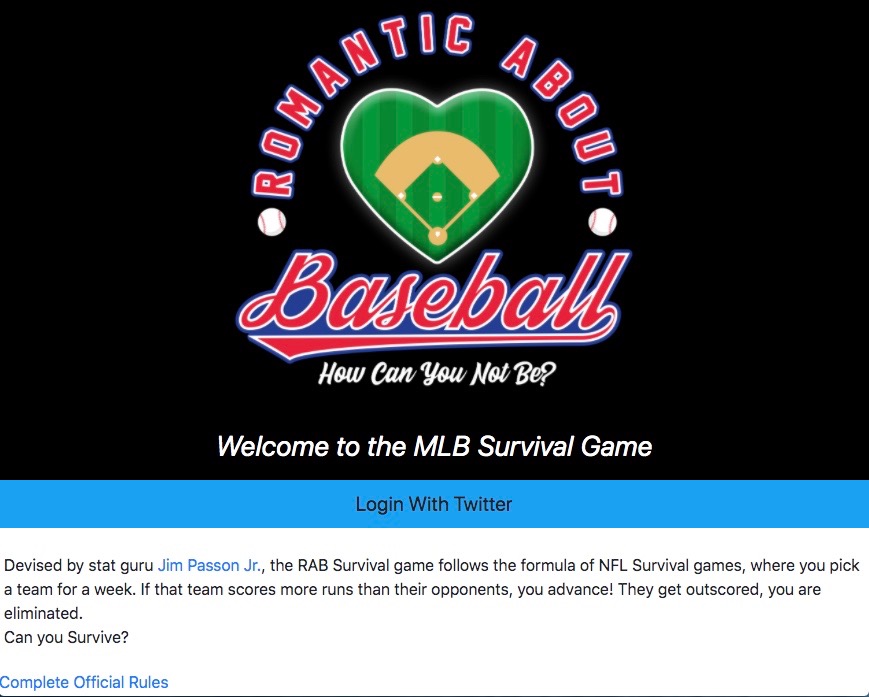 ROMANTIC ABOUT
Baseball
How Can You Not Be?
Welcome to the MLB Survival Game
Login With Twitter
Devised by stat guru Jim Passon Jr., the RAB Survival game follows the formula of NFL Survival games, where you pick
a team for a week. If that team scores more runs than their opponents, you advance! They get outscored, you are
eliminated.
Can you Survive?
Complete Official Rules